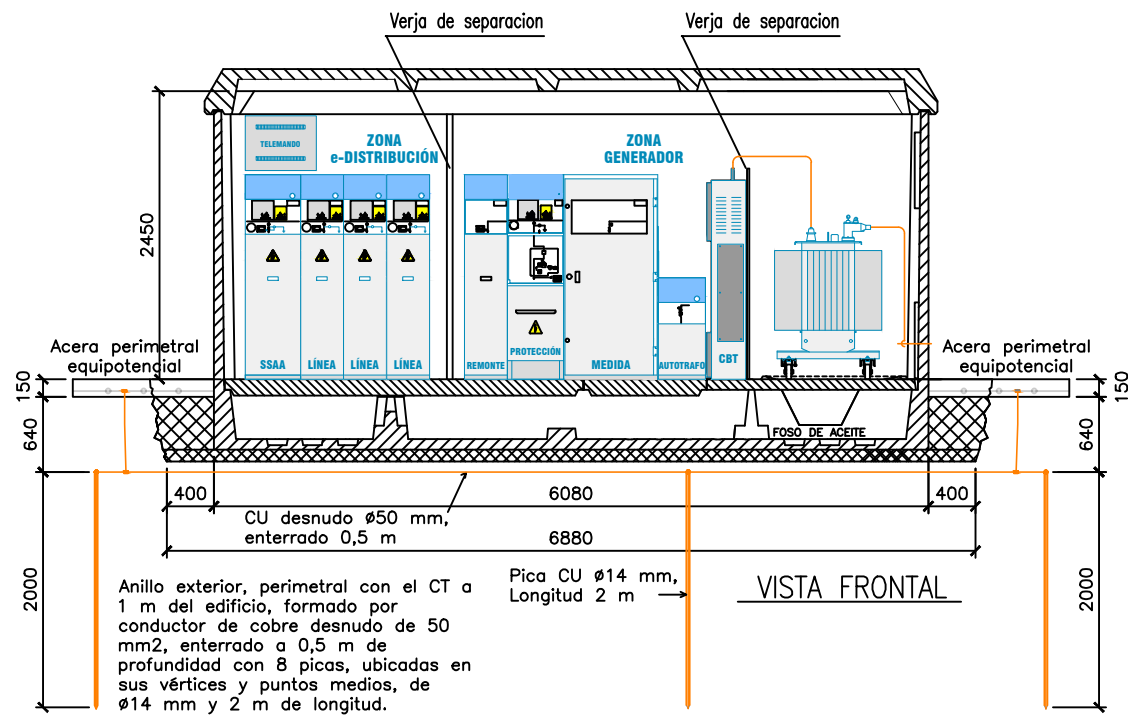 Verja de separacion
Verja de separacion
TELEMANDO
ZONA
e-DISTRIBUCIÓN
ZONA
GENERADOR
2450
SSAA
LÍNEA
LÍNEA
LÍNEA
REMONTE
PROTECCIÓN
MEDIDA
AUTOTRAFO
CBT
Acera perimetral
equipotencial
Acera perimetral
equipotencial
150
150
640
640
FOSO DE ACEITE
400
6080
400
CU desnudo ø50 mm,
enterrado 0,5 m
6880
2000
2000
Anillo exterior, perimetral con el CT a
1 m del edificio, formado por
conductor de cobre desnudo de 50
mm2, enterrado a 0,5 m de
profundidad con 8 picas, ubicadas en
sus vértices y puntos medios, de
ø14 mm y 2 m de longitud.
Pica CU ø14 mm,
Longitud 2 m
VISTA FRONTAL